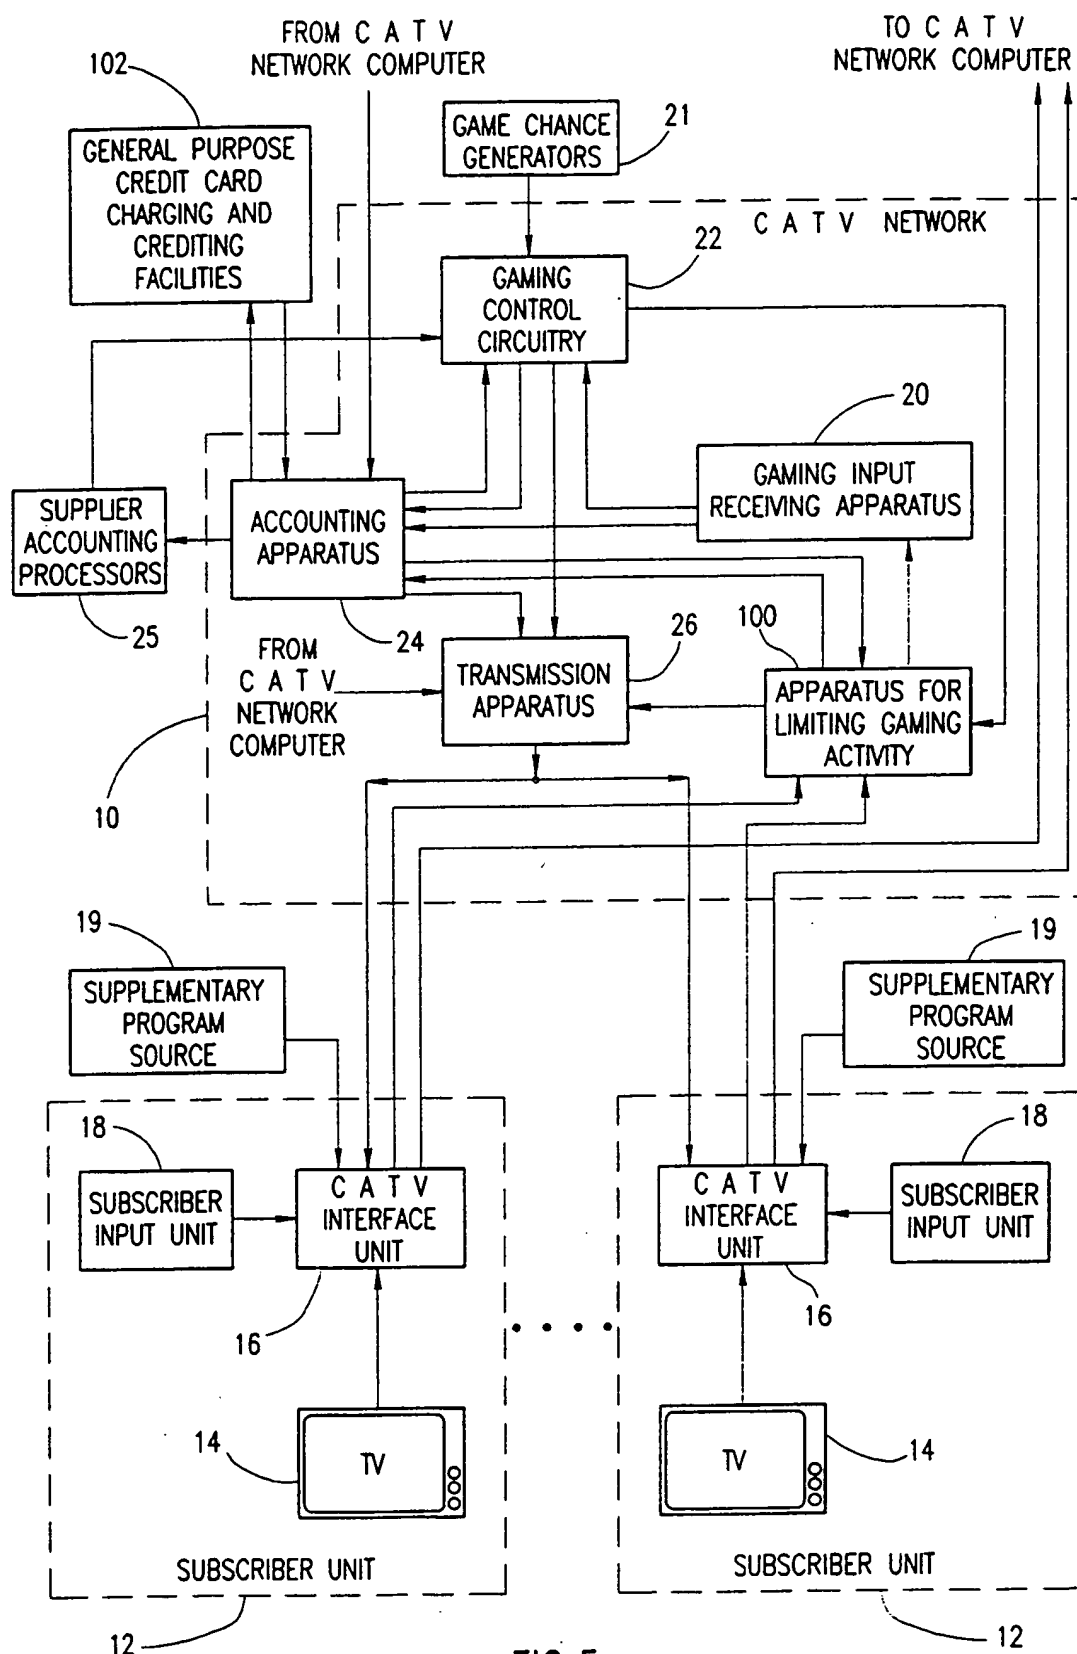 FROM C A T V
NETWORK COMPUTER
TO C A T V
NETWORK COMPUTER
102
GENERAL PURPOSE
CREDIT CARD
CHARGING AND
CREDITING
FACILITIES
GAME CHANCE
GENERATORS
21
C A T V NETWORK
22
GAMING
CONTROL
CIRCUITRY
20
GAMING INPUT
RECEIVING APPARATUS
SUPPLIER
ACCOUNTING
PROCESSORS
25
ACCOUNTING
APPARATUS
24
FROM
C A T V
NETWORK
COMPUTER
26
TRANSMISSION
APPARATUS
100
APPARATUS FOR
LIMITING GAMING
ACTIVITY
10
19
SUPPLEMENTARY
PROGRAM
SOURCE
19
SUPPLEMENTARY
PROGRAM
SOURCE
18
SUBSCRIBER
INPUT UNIT
C A T V
INTERFACE
UNIT
16
C A T V
INTERFACE
UNIT
16
18
SUBSCRIBER
INPUT UNIT
14
TV
TV
14
SUBSCRIBER UNIT
SUBSCRIBER UNIT
12
12